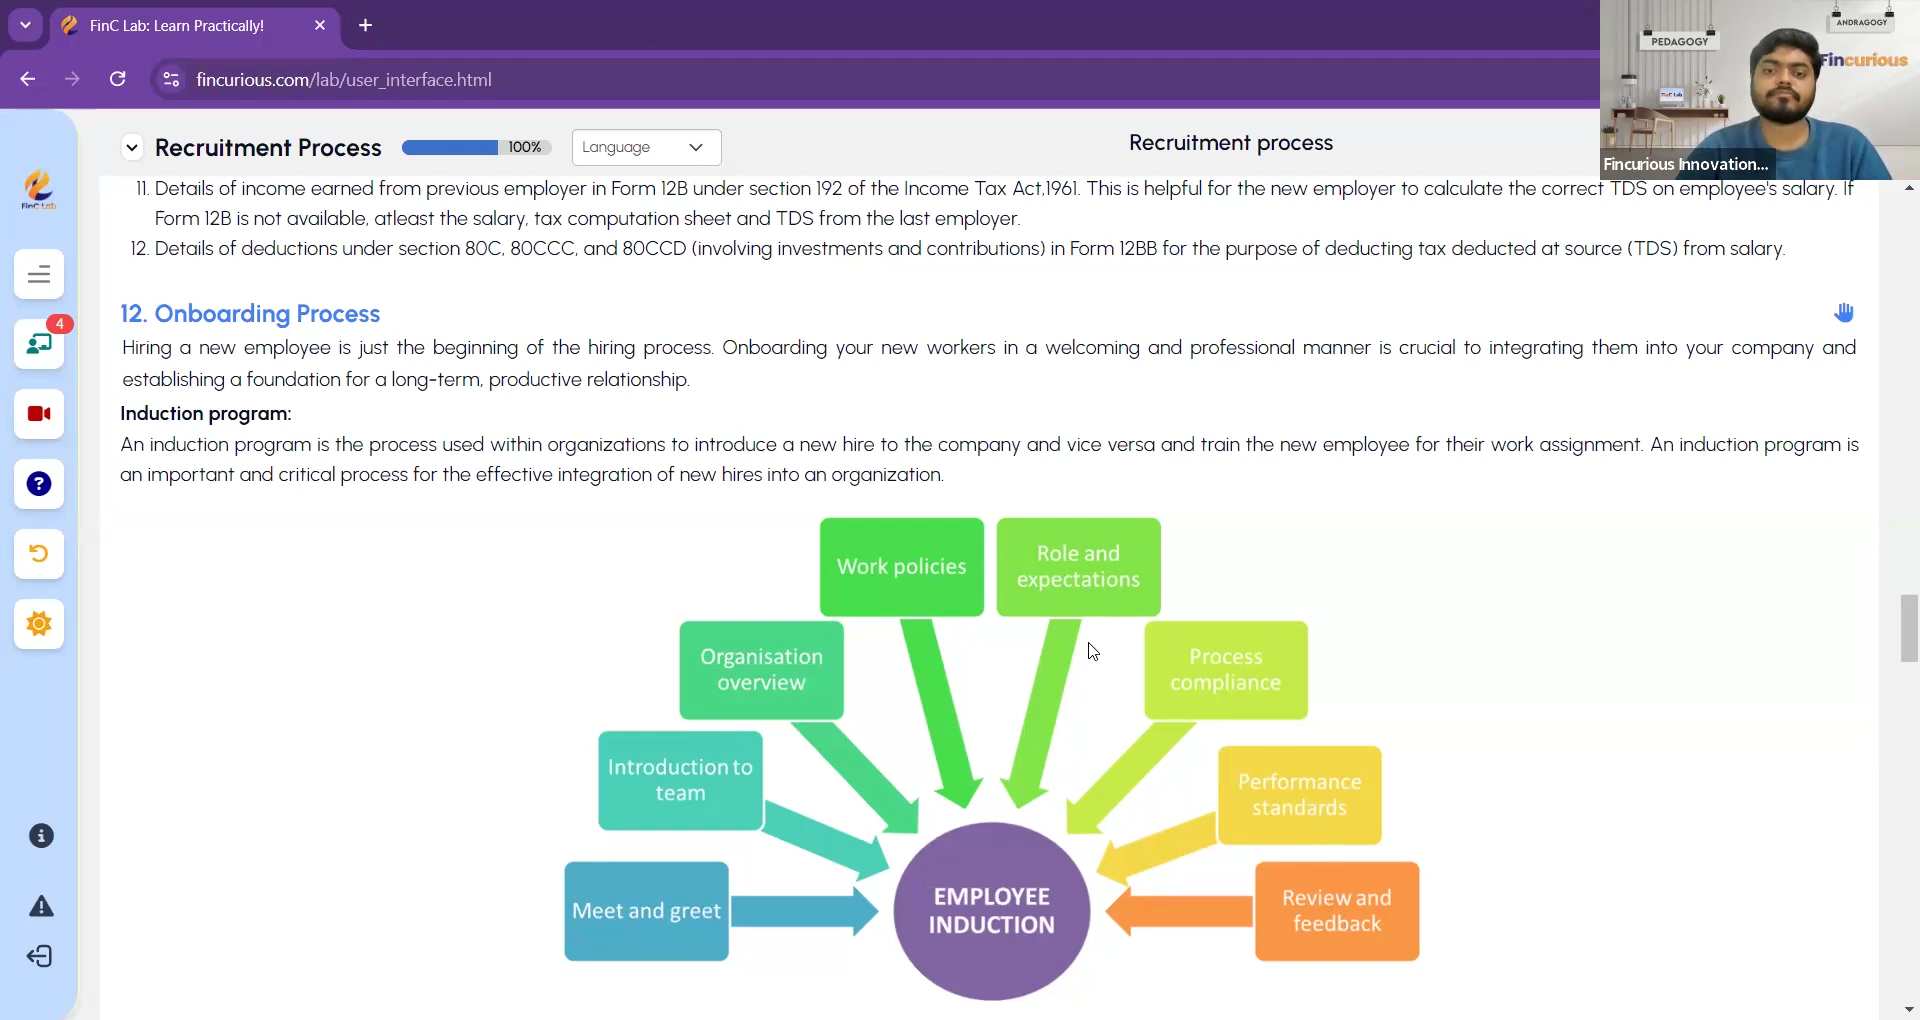 FinC Lab: Learn Practically!
fincurious.com/lab/user_interface.html
PEDAGOGY
ANDRAGOGY
Fincurious
FinC Lab
Fincurious Innovation...
FinC Lab
4
?
Recruitment Process
100%
Language
Recruitment process
11. Details of income earned from previous employer in Form 12B under section 192 of the Income Tax Act,1961. This is helpful for the new employer to calculate the correct TDS on employee's salary. If
Form 12B is not available, atleast the salary, tax computation sheet and TDS from the last employer.
12. Details of deductions under section 80C, 80CCC, and 80CCD (involving investments and contributions) in Form 12BB for the purpose of deducting tax deducted at source (TDS) from salary.
12. Onboarding Process
Hiring a new employee is just the beginning of the hiring process. Onboarding your new workers in a welcoming and professional manner is crucial to integrating them into your company and
establishing a foundation for a long-term, productive relationship.
Induction program:
An induction program is the process used within organizations to introduce a new hire to the company and vice versa and train the new employee for their work assignment. An induction program is
an important and critical process for the effective integration of new hires into an organization.
Work policies
Role and
expectations
Organisation
overview
Process
compliance
Introduction to
team
Performance
standards
Meet and greet
EMPLOYEE
INDUCTION
Review and
feedback